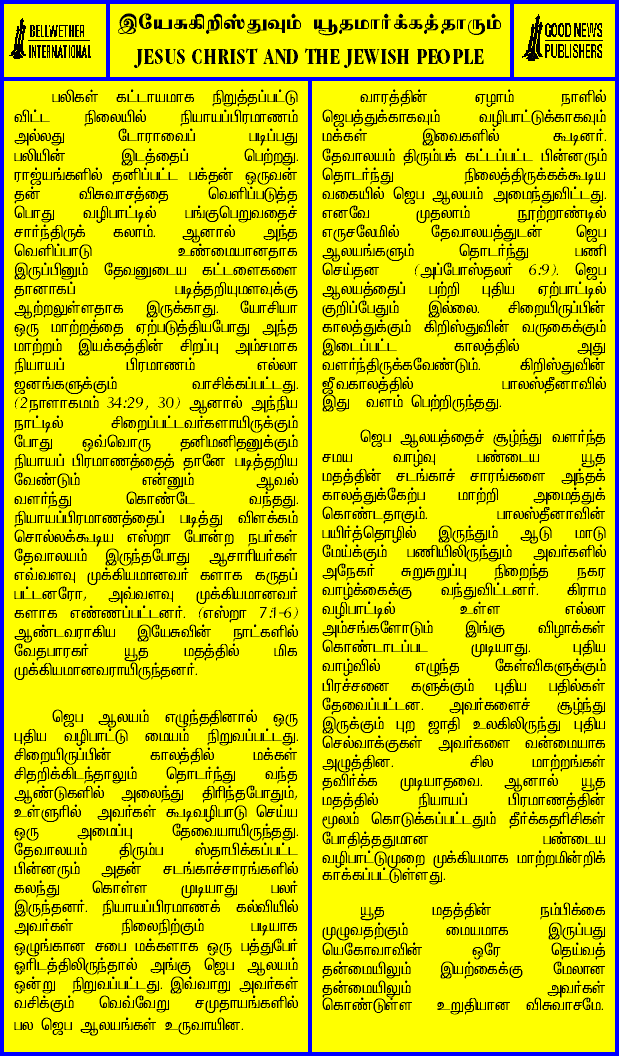 BELLWETHER
INTERNATIONAL
இயேசுகிறிஸ்துவும் யூதமார்க்கத்தாரும்
JESUS CHRIST AND THE JEWISH PEOPLE
GOOD NEWS
PUBLISHERS
பலிகள் கட்டாயமாக நிறுத்தப்பட்டு
விட்ட நிலையில் நியாயப்பிரமாணம்
அல்லது டோராவைப் படிப்பது
பலியின் இடத்தைப் பெற்றது.
ராஜ்யங்களில் தனிப்பட்ட பக்தன் ஒருவன்
தன் விசுவாசத்தை வெளிப்படுத்த
பொது வழிபாட்டில் பங்குபெறுவதைச்
சார்ந்திருக் கலாம். ஆனால் அந்த
வெளிப்பாடு உண்மையானதாக
இருப்பினும் தேவனுடைய கட்டளைகளை
தானாகப் படித்தறியுமளவுக்கு
ஆற்றலுள்ளதாக இருக்காது. யோசியா
ஒரு மாற்றத்தை ஏற்படுத்தியபோது அந்த
மாற்றம் இயக்கத்தின் சிறப்பு அம்சமாக
நியாயப் பிரமாணம் எல்லா
ஜனங்களுக்கும் வாசிக்கப்பட்டது.
(2நாளாகமம் 34:29, 30) ஆனால் அந்நிய
நாட்டில் சிறைப்பட்டவர்களாயிருக்கும்
போது ஒவ்வொரு தனிமனிதனுக்கும்
நியாயப் பிரமாணத்தைத் தானே படித்தறிய
வேண்டும் என்னும் ஆவல்
வளர்ந்து கொண்டே வந்தது.
நியாயப்பிரமாணத்தைப் படித்து விளக்கம்
சொல்லக்கூடிய எஸ்றா போன்ற நபர்கள்
தேவாலயம் இருந்தபோது ஆசாரியர்கள்
எவ்வளவு முக்கியமானவர் களாக கருதப்
பட்டனரோ, அவ்வளவு முக்கியமானவர்
களாக எண்ணப்பட்டனர். (எஸ்றா 7:1-6)
ஆண்டவராகிய இயேசுவின் நாட்களில்
வேதபாரகர் யூத மதத்தில் மிக
முக்கியமானவராயிருந்தனர்.
ஜெப ஆலயம் எழுந்ததினால் ஒரு
புதிய வழிபாட்டு மையம் நிறுவப்பட்டது.
சிறையிருப்பின் காலத்தில் மக்கள்
சிதறிக்கிடந்தாலும் தொடர்ந்து வந்த
ஆண்டுகளில் அலைந்து திரிந்தபோதும்,
உள்ளுரில் அவர்கள் கூடிவழிபாடு செய்ய
ஒரு அமைப்பு தேவையாயிருந்தது.
தேவாலயம் திரும்ப ஸ்தாபிக்கப்பட்ட
பின்னரும் அதன் சடங்காச்சாரங்களில்
கலந்து கொள்ள முடியாது பலர்
இருந்தனர். நியாயப்பிரமாணக் கல்வியில்
அவர்கள் நிலைநிற்கும் படியாக
ஒழுங்கான சபை மக்களாக ஒரு பத்துபேர்
ஓரிடத்திலிருந்தால் அங்கு ஜெப ஆலயம்
ஒன்று நிறுவப்பட்டது. இவ்வாறு அவர்கள்
வசிக்கும் வெவ்வேறு சமுதாயங்களில்
பல ஜெப ஆலயங்கள் உருவாயின.
வாரத்தின் ஏழாம் நாளில்
ஜெபத்துக்காகவும் வழிபாட்டுக்காகவும்
மக்கள் இவைகளில் கூடினர்.
தேவாலயம் திரும்பக் கட்டப்பட்ட பின்னரும்
தொடர்ந்து நிலைத்திருக்கக்கூடிய
வகையில் ஜெப ஆலயம் அமைந்துவிட்டது.
எனவே முதலாம் நூற்றாண்டில்
எருசலேமில் தேவாலயத்துடன் ஜெப
ஆலயங்களும் தொடர்ந்து பணி
செய்தன (அப்போஸ்தலர் 6:9). ஜெப
ஆலயத்தைப் பற்றி புதிய ஏற்பாட்டில்
குறிப்பேதும் இல்லை. சிறையிருப்பின்
காலத்துக்கும் கிறிஸ்துவின் வருகைக்கும்
இடைப்பட்ட காலத்தில் அது
வளர்ந்திருக்கவேண்டும். கிறிஸ்துவின்
ஜீவகாலத்தில் பாலஸ்தீனாவில்
இது வளம் பெற்றிருந்தது.
ஜெப ஆலயத்தைச் சூழ்ந்து வளர்ந்த
சமய வாழ்வு பண்டைய யூத
மதத்தின் சடங்காச் சாரங்களை அந்தக்
காலத்துக்கேற்ப மாற்றி அமைத்துக்
கொண்டதாகும். பாலஸ்தீனாவின்
பயிர்த்தொழில் இருந்தும் ஆடு மாடு
மேய்க்கும் பணியிலிருந்தும் அவர்களில்
அநேகர் சுறுசுறுப்பு நிறைந்த நகர
வாழ்க்கைக்கு வந்துவிட்டனர். கிராம
வழிபாட்டில் உள்ள எல்லா
அம்சங்களோடும் இங்கு விழாக்கள்
கொண்டாடப்பட முடியாது. புதிய
வாழ்வில் எழுந்த கேள்விகளுக்கும்
பிரச்சனை களுக்கும் புதிய பதில்கள்
தேவைப்பட்டன. அவர்களைச் சூழ்ந்து
இருக்கும் புற ஜாதி உலகிலிருந்து புதிய
செல்வாக்குகள் அவர்களை வன்மையாக
அழுத்தின. சில மாற்றங்கள்
தவிர்க்க முடியாதவை. ஆனால் யூத
மதத்தில் நியாயப் பிரமாணத்தின்
மூலம் கொடுக்கப்பட்டதும் தீர்க்கதரிசிகள்
போதித்ததுமான பண்டைய
வழிபாட்டுமுறை முக்கியமாக மாற்றமின்றிக்
காக்கப்பட்டுள்ளது.
யூத மதத்தின் நம்பிக்கை
முழுவதற்கும் மையமாக இருப்பது
யெகோவாவின் ஒரே தெய்வத்
தன்மையிலும் இயற்கைக்கு மேலான
தன்மையிலும் அவர்கள்
கொண்டுள்ள உறுதியான விசுவாசமே.